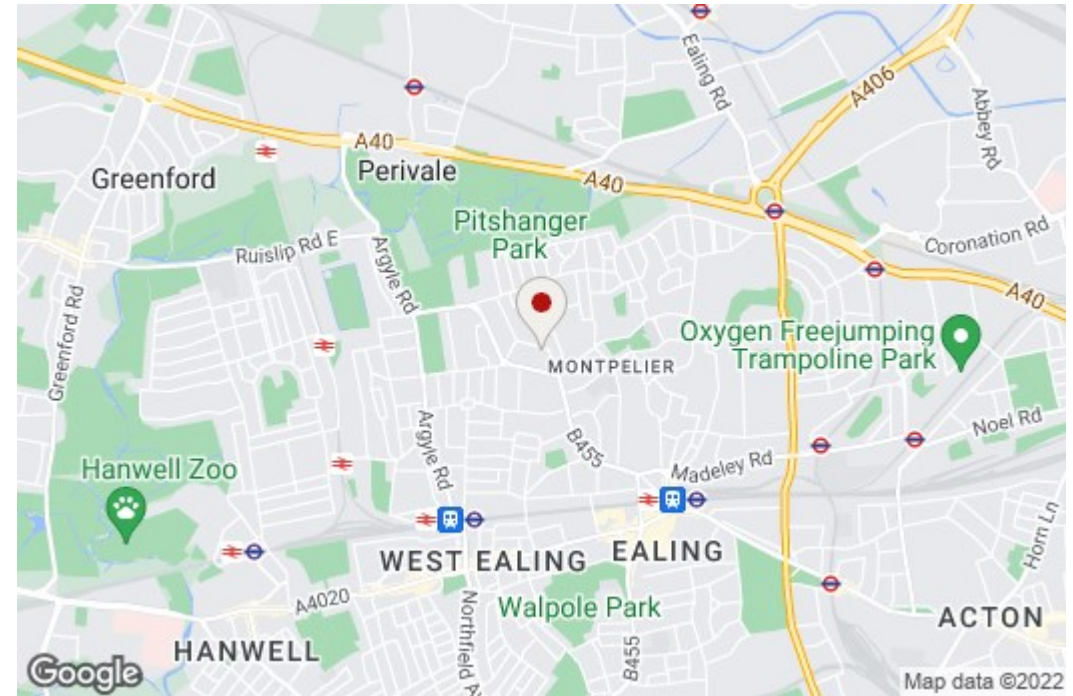 Ealing Rd
A406
Abbey Rd
A40
Perivale
Greenford
A40
Pitshanger
Park
Coronation Rd
Ruislip Rd E
Argyle Rd
A40
Greenford Rd
Oxygen Freejumping
Trampoline Park
MONTPELIER
Argyle Rd
B455
Noel Rd
Madeley Rd
Hanwell Zoo
Horn Ln
WEST EALING
EALING
A4020
Walpole Park
Northfield A
B455
ACTON
HANWELL
Google
Map data ©2022